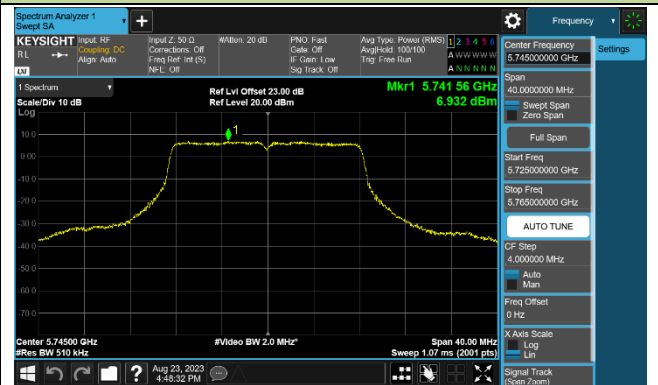 Spectrum Analyzer 1
Swept SA
Frequency
KEYSIGHT
RL
LXI
Input: RF
Coupling: DC
Align: Auto
Input Z: 50 Ω
Corrections: Off
Freq Ref: Int (S)
NFE: Off
#Atten: 20 dB
PNO: Fast
Gate: Off
IF Gain: Low
Sig Track: Off
Avg Type: Power (RMS)
Avg|Hold: 100/100
Trig: Free Run
1 2 3 4 5 6
A W W W W W
A N N N N N
Center Frequency
5.745000000 GHz
Settings
Span
40.0000000 MHz
Swept Span
Zero Span
Full Span
Start Freq
5.725000000 GHz
Stop Freq
5.765000000 GHz
AUTO TUNE
CF Step
4.000000 MHz
Auto
Man
Freq Offset
0 Hz
X Axis Scale
Log
Lin
Signal Track
(Span Zoom)
1 Spectrum
Scale/Div 10 dB
Log
Ref Lvl Offset 23.00 dB
Ref Level 20.00 dBm
Mkr1 5.741 56 GHz
6.932 dBm
1
10.0
0.00
-10.0
-20.0
-30.0
-40.0
-50.0
-60.0
-70.0
Center 5.74500 GHz
#Res BW 510 kHz
#Video BW 2.0 MHz*
Span 40.00 MHz
Sweep 1.07 ms (2001 pts)
Aug 23, 2023
4:48:32 PM